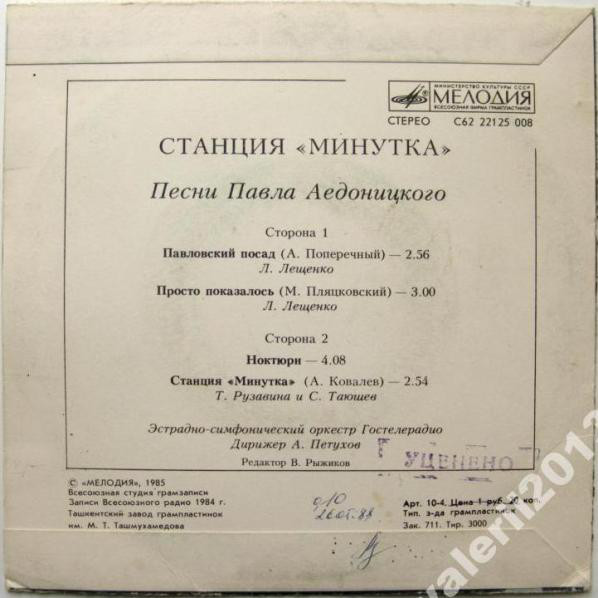 МИНИСТЕРСТВО КУЛЬТУРЫ СССР
МЕЛОДИЯ
ВСЕСОЮЗНАЯ ФИРМА ГРАМПЛАСТИНОК
СТЕРЕО С62 22125 008
СТАНЦИЯ «МИНУТКА»
Песни Павла Аедоницкого
Сторона 1
Павловский посад (А. Поперечный) — 2.56
Л. Лещенко
Просто показалось (М. Пляцковский) — 3.00
Л. Лещенко
Сторона 2
Ноктюрн — 4.08
Станция «Минутка» (А. Ковалев) — 2.54
Т. Рузавина и С. Таюшев
Эстрадно-симфонический оркестр Гостелерадио
Дирижер А. Петухов
Редактор В. Рыжиков
УЦЕНЕНО
© «МЕЛОДИЯ», 1985
Всесоюзная студия грамзаписи
Записи Всесоюзного радио 1984 г.
Ташкентский завод грампластинок
им. М. Т. Ташмухамедова
Арт. 10-4. Цена 1 руб. 20 коп.
Тип. з-да грампластинок
Зак. 711. Тир. 3000
valerm2013